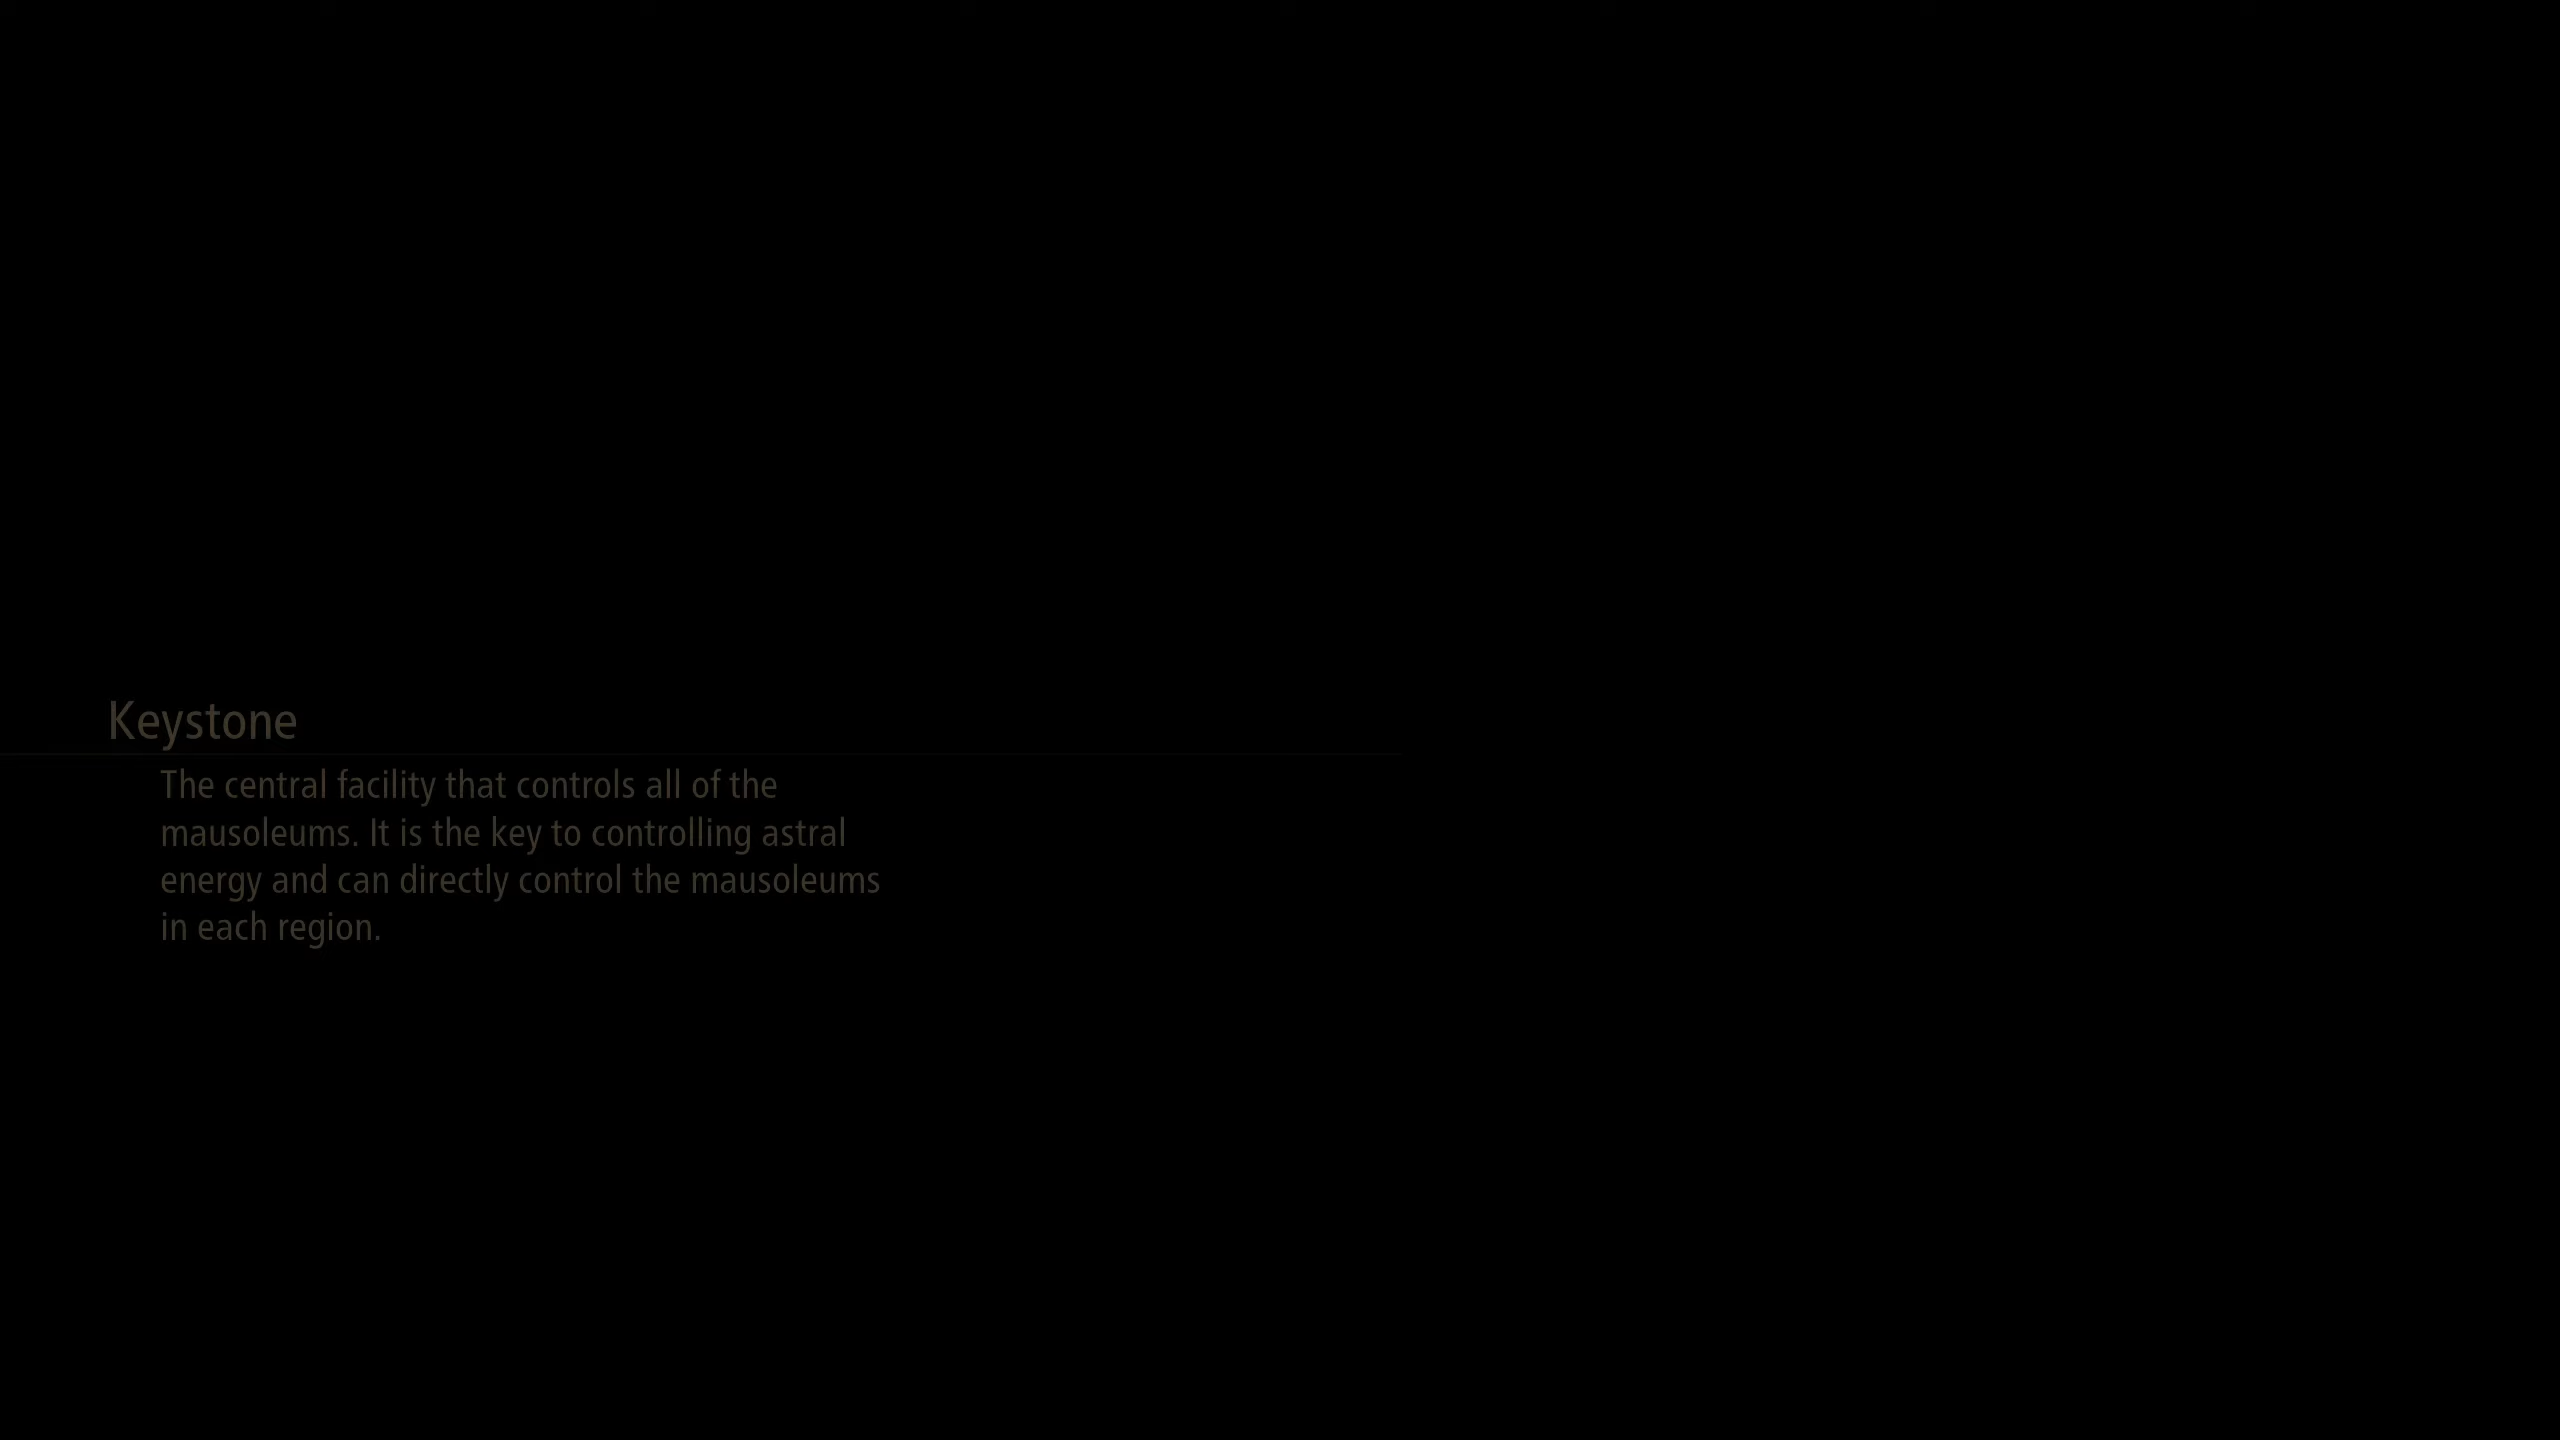 Keystone
The central facility that controls all of the
mausoleums. It is the key to controlling astral
energy and can directly control the mausoleums
in each region.